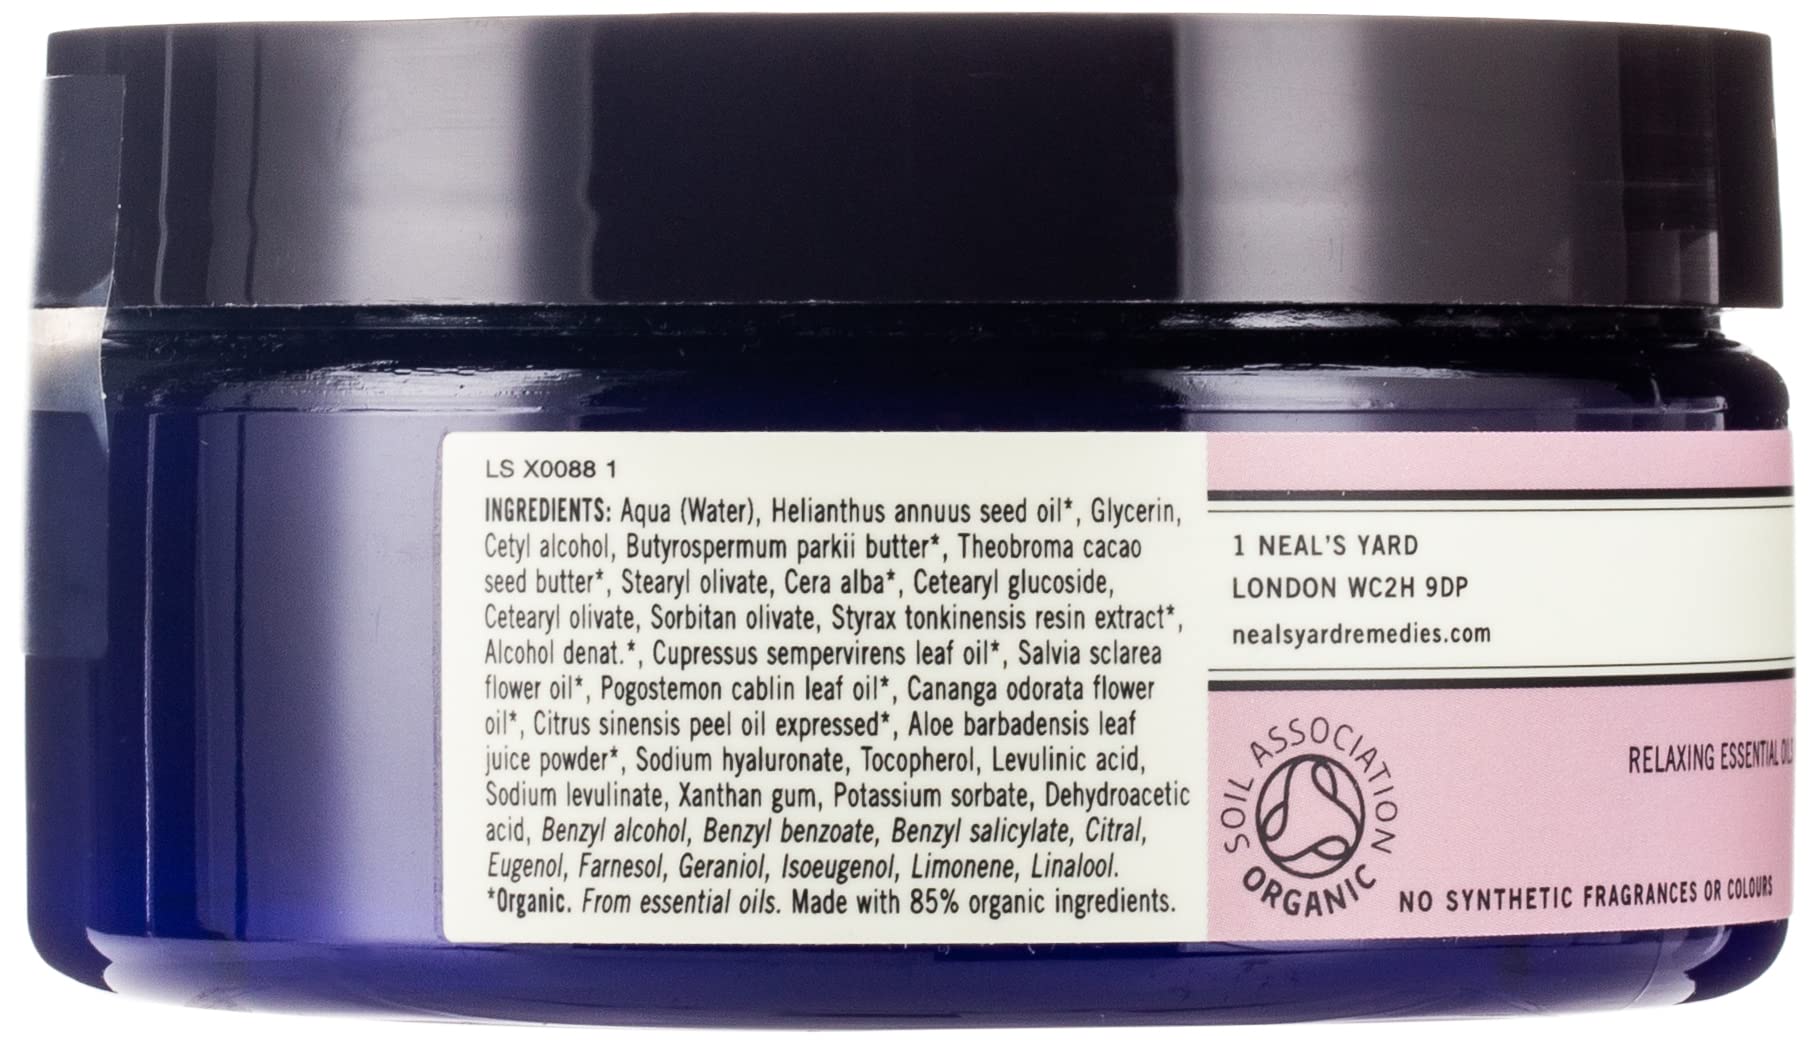 LS X0088 1
INGREDIENTS: Aqua (Water), Helianthus annuus seed oil*, Glycerin,
Cetyl alcohol, Butyrospermum parkii butter*, Theobroma cacao
seed butter*, Stearyl olivate, Cera alba*, Cetearyl glucoside,
Cetearyl olivate, Sorbitan olivate, Styrax tonkinensis resin extract*,
Alcohol denat.*, Cupressus sempervirens leaf oil*, Salvia sclarea
flower oil*, Pogostemon cablin leaf oil*, Cananga odorata flower
oil*, Citrus sinensis peel oil expressed*, Aloe barbadensis leaf
juice powder*, Sodium hyaluronate, Tocopherol, Levulinic acid,
Sodium levulinate, Xanthan gum, Potassium sorbate, Dehydroacetic
acid, Benzyl alcohol, Benzyl benzoate, Benzyl salicylate, Citral,
Eugenol, Farnesol, Geraniol, Isoeugenol, Limonene, Linalool.
*Organic. From essential oils. Made with 85% organic ingredients.
1 NEAL'S YARD
LONDON WC2H 9DP
nealsyardremedies.com
SOIL ASSOCIATION
ORGANIC
RELAXING ESSENTIAL OILS
NO SYNTHETIC FRAGRANCES OR COLOURS